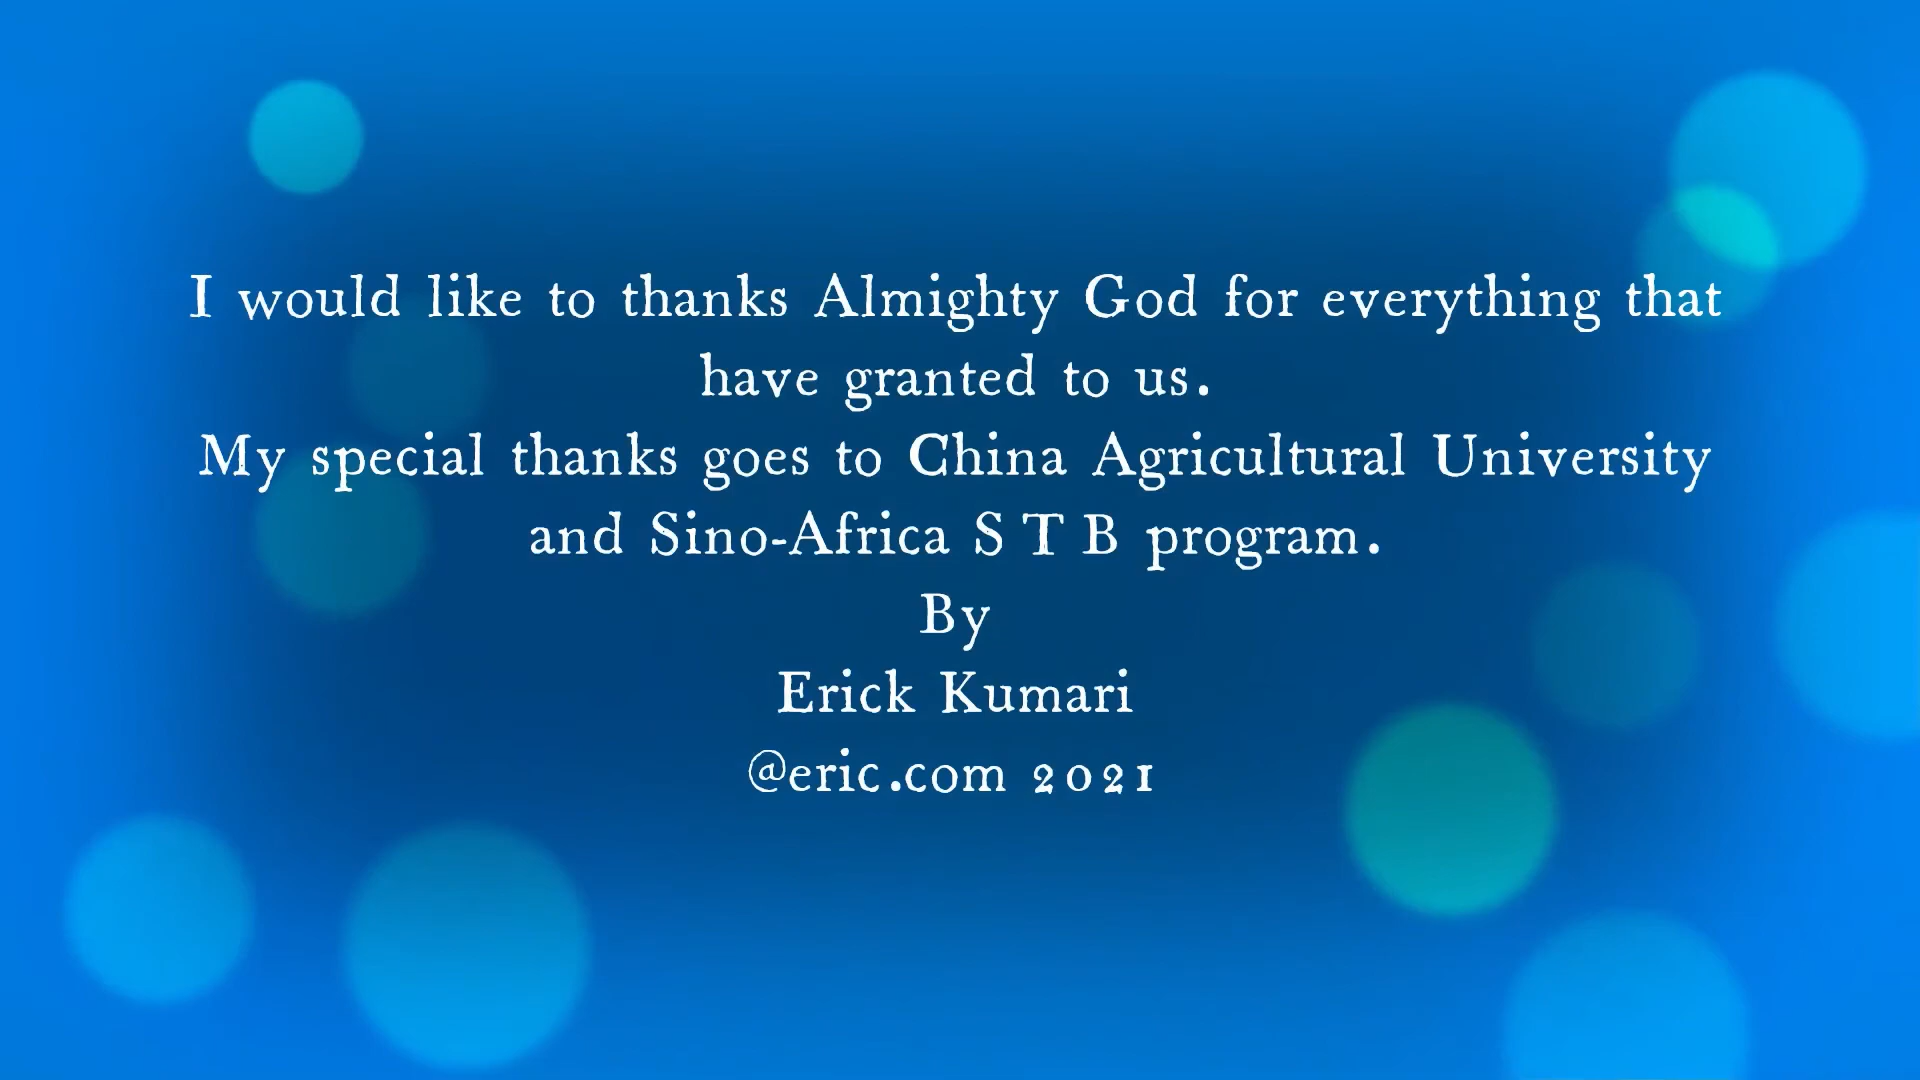 I would like to thanks Almighty God for everything that
have granted to us.
My special thanks goes to China Agricultural University
and Sino-Africa S T B program.
By
Erick Kumari
@eric.com 2021